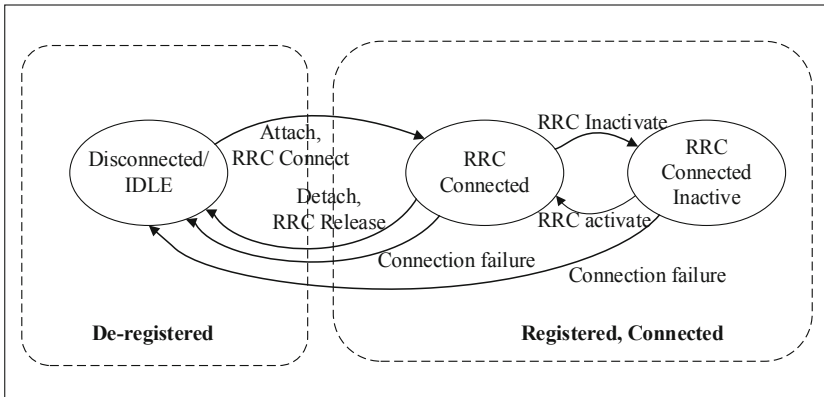 Attach,
RRC Connect
RRC Inactivate
Disconnected/
IDLE
RRC
Connected
RRC
Connected
Inactive
Detach,
RRC Release
RRC activate
Connection failure
Connection failure
De-registered
Registered, Connected